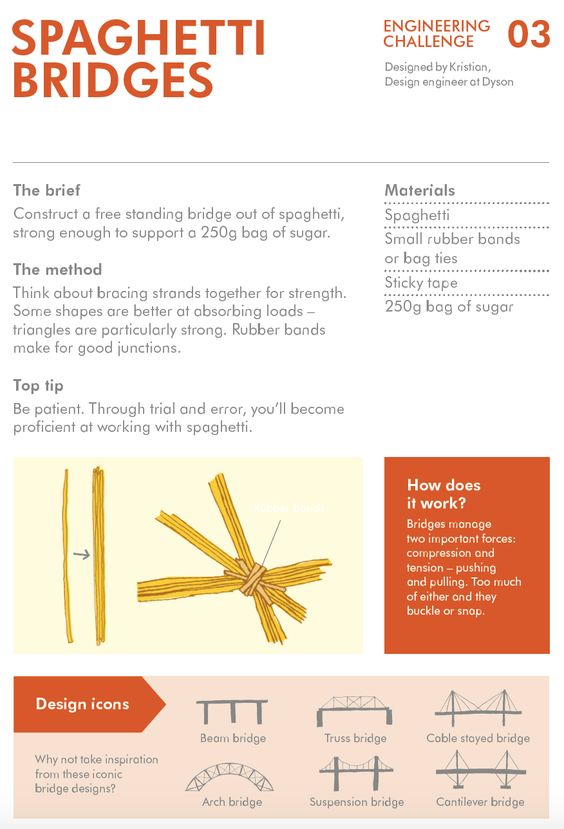 SPAGHETTI
BRIDGES
ENGINEERING
CHALLENGE
03
Designed by Kristian,
Design engineer at Dyson
The brief
Construct a free standing bridge out of spaghetti,
strong enough to support a 250g bag of sugar.
The method
Think about bracing strands together for strength.
Some shapes are better at absorbing loads –
triangles are particularly strong. Rubber bands
make for good junctions.
Top tip
Be patient. Through trial and error, you'll become
proficient at working with spaghetti.
Materials
Spaghetti
Small rubber bands
or bag ties
Sticky tape
250g bag of sugar
Rubber bands
How does
it work?
Bridges manage
two important forces:
compression and
tension – pushing
and pulling. Too much
of either and they
buckle or snap.
Design icons
Why not take inspiration
from these iconic
bridge designs?
Beam bridge
Truss bridge
Cable stayed bridge
Arch bridge
Suspension bridge
Cantilever bridge